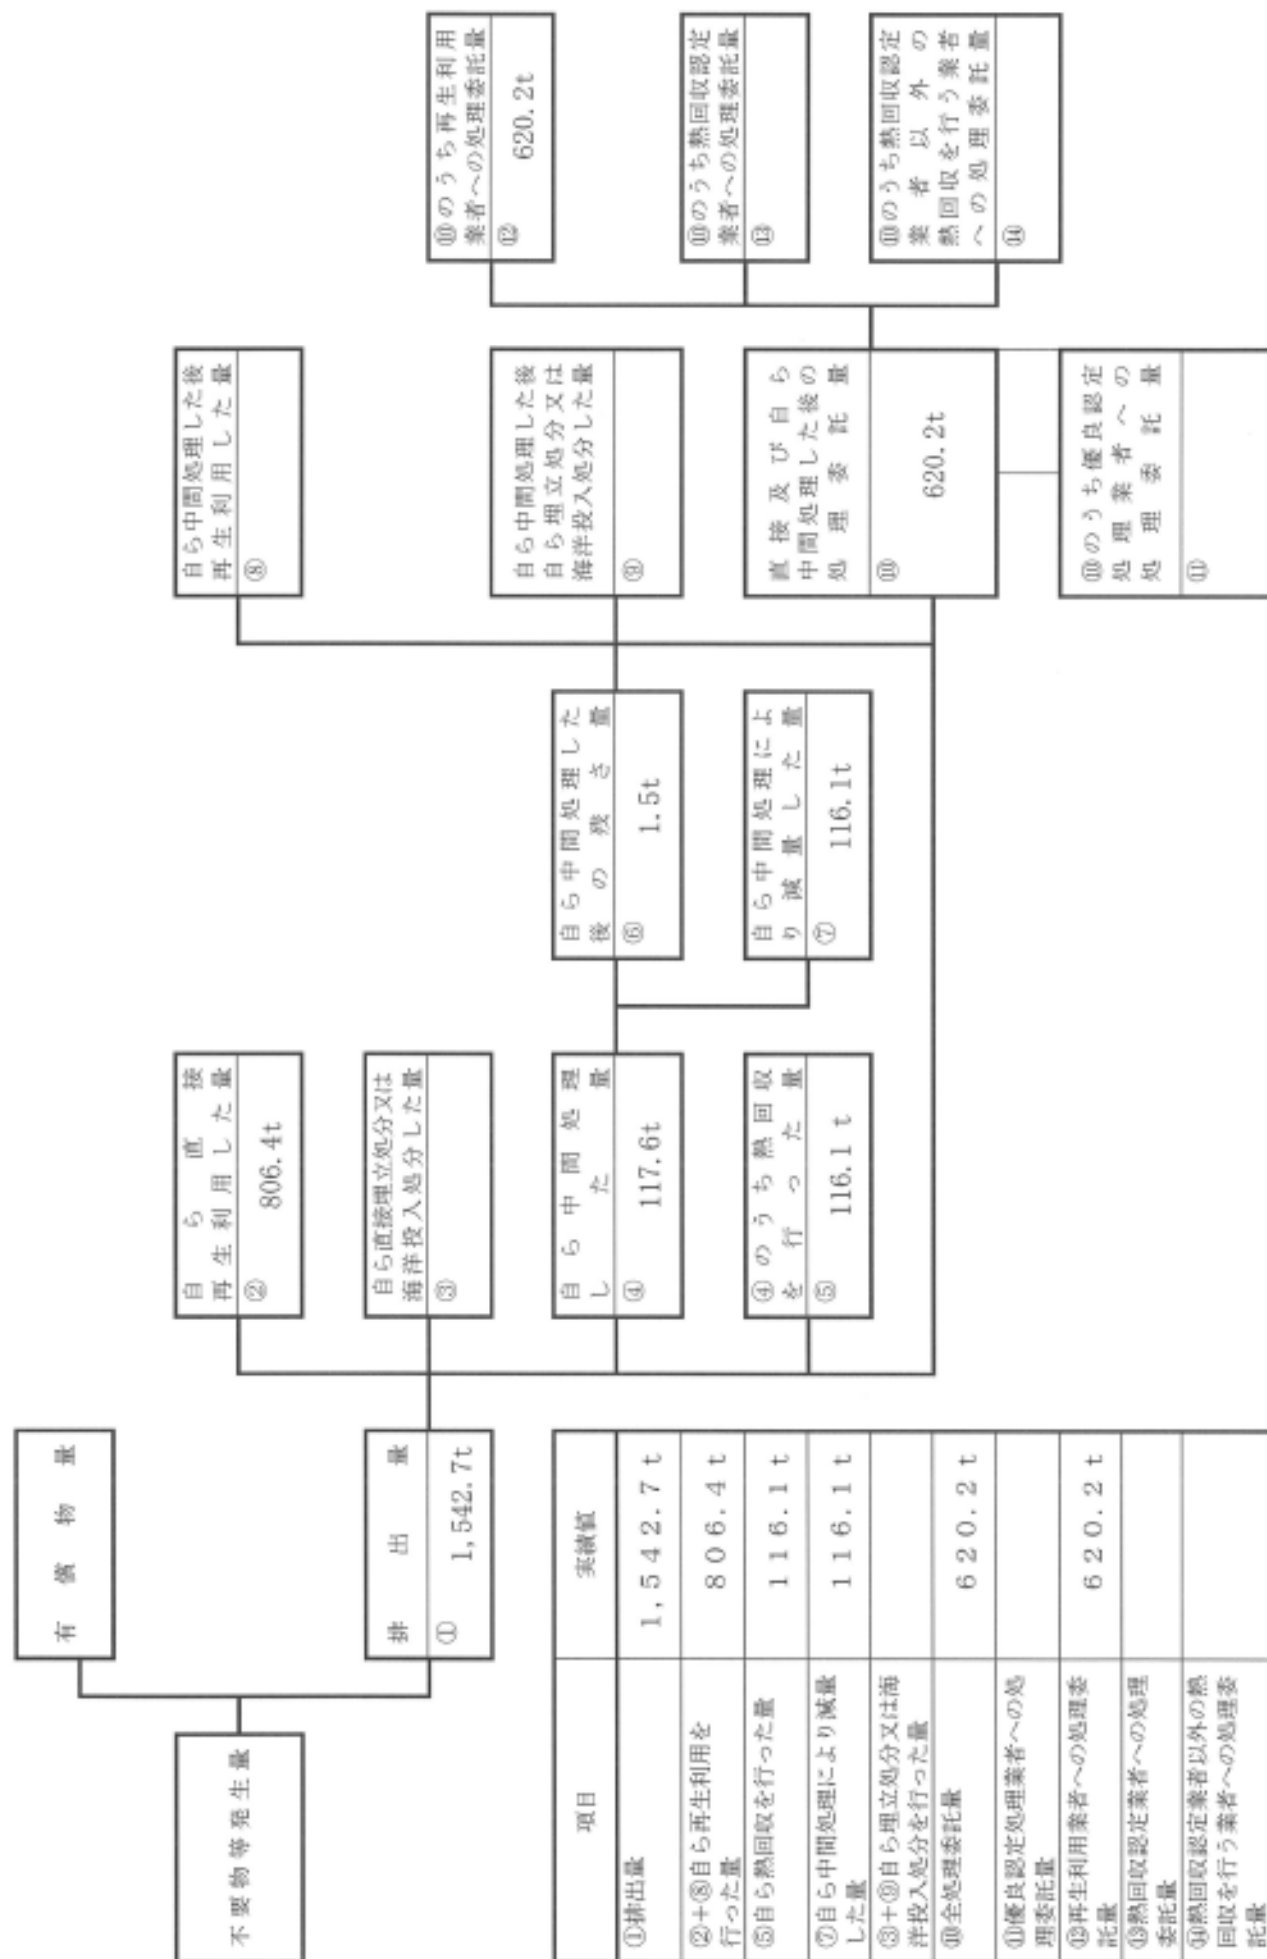 不要物等発生量
有償物量
排出量
① 1,542.7t
自ら直接
再生利用した量
② 806.4t
自ら直接埋立処分又は
海洋投入処分した量
③
自ら中間処理
した量
④ 117.6t
④のうち熱回収
を行った量
⑤ 116.1 t
自ら中間処理した
後の残さ量
⑥ 1.5t
自ら中間処理によ
り減量した量
⑦ 116.1t
自ら中間処理した後
再生利用した量
⑧
自ら中間処理した後
自ら埋立処分又は
海洋投入処分した量
⑨
直接及び自ら
中間処理した後の
処理委託量
⑩ 620.2t
⑩のうち優良認定
処理業者への
処理委託量
⑪
⑩のうち再生利用
業者への処理委託量
⑫ 620.2t
⑩のうち熱回収認定
業者への処理委託量
⑬
⑩のうち熱回収認定
業者以外の
熱回収を行う業者
への処理委託量
⑭
項目 実績値
①排出量 1,542.7 t
②+⑧自ら再生利用を
行った量 806.4 t
⑤自ら熱回収を行った量 116.1 t
⑦自ら中間処理により減量
した量 116.1 t
③+⑨自ら埋立処分又は海
洋投入処分を行った量
⑩全処理委託量 620.2 t
⑪優良認定処理業者への処
理委託量
⑫再生利用業者への処理委
託量 620.2 t
⑬熱回収認定業者への処理
委託量
⑭熱回収認定業者以外の熱
回収を行う業者への処理委
託量